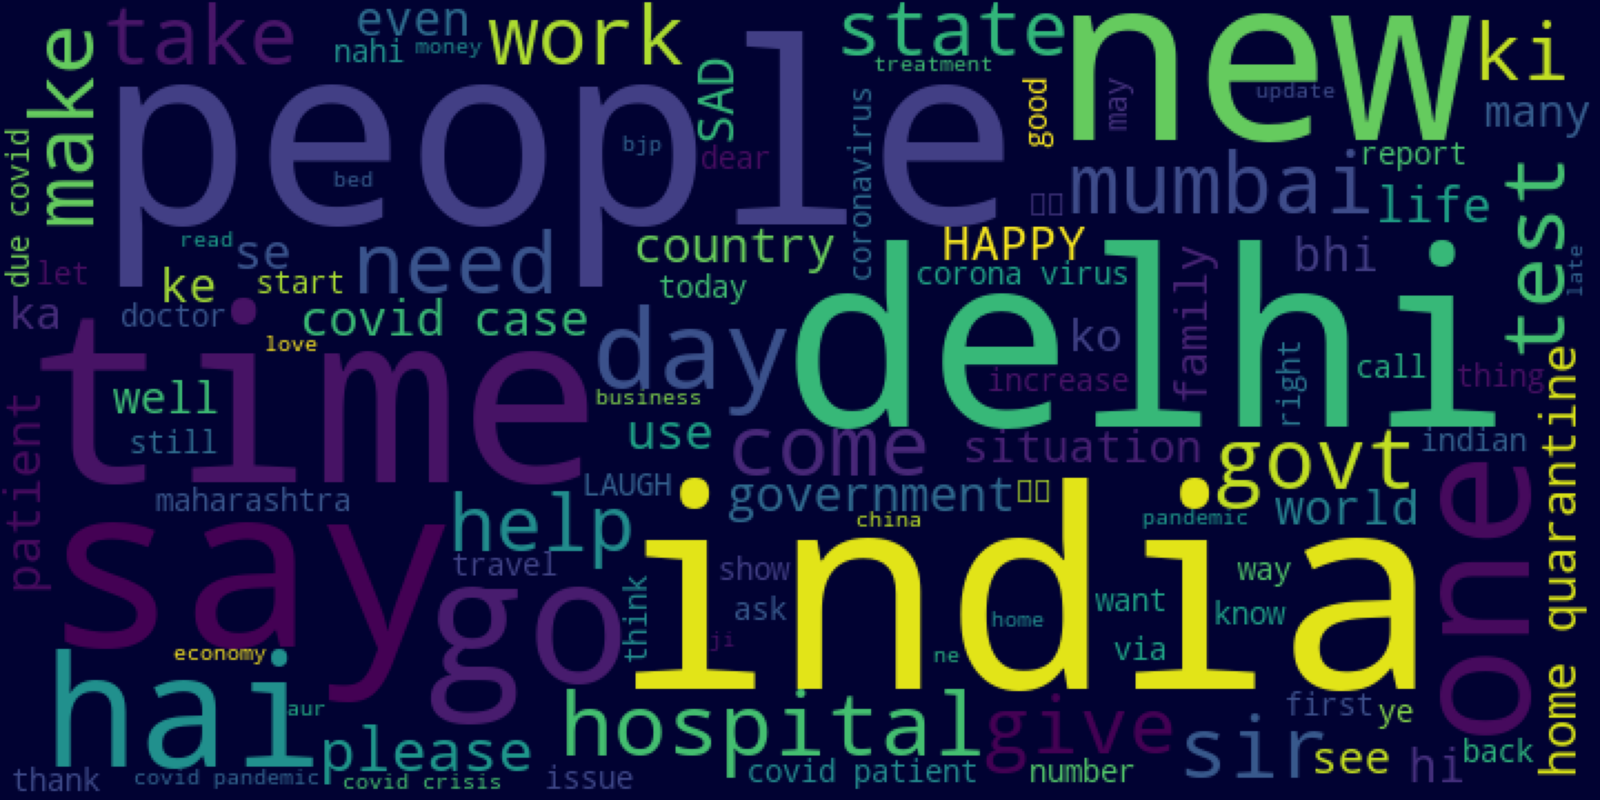 take
even
nahi
money
work
state
treatment
new
ki
make
people
SAD
dear
bjp
bed
coronavirus
good
may
update
many
report
mumbai
life
test
late
due covid
let
read
se
need
ke
start
country
today
HAPPY
corona virus
bhi
family
delhi
ka
doctor
covid case
love
time
day
ko
increase
right
call
thing
well
still
business
use
come
situation
govt
indian
patient
maharashtra
LAUGH
government
china
pandemic
world
home quarantine
one
say
help
travel
go
think
india
show
ask
ji
home
want
way
know
via
ne
economy
hai
aur
please
hospital
give
sir
first
ye
see
hi
back
thank
covid pandemic
covid crisis
issue
covid patient
number